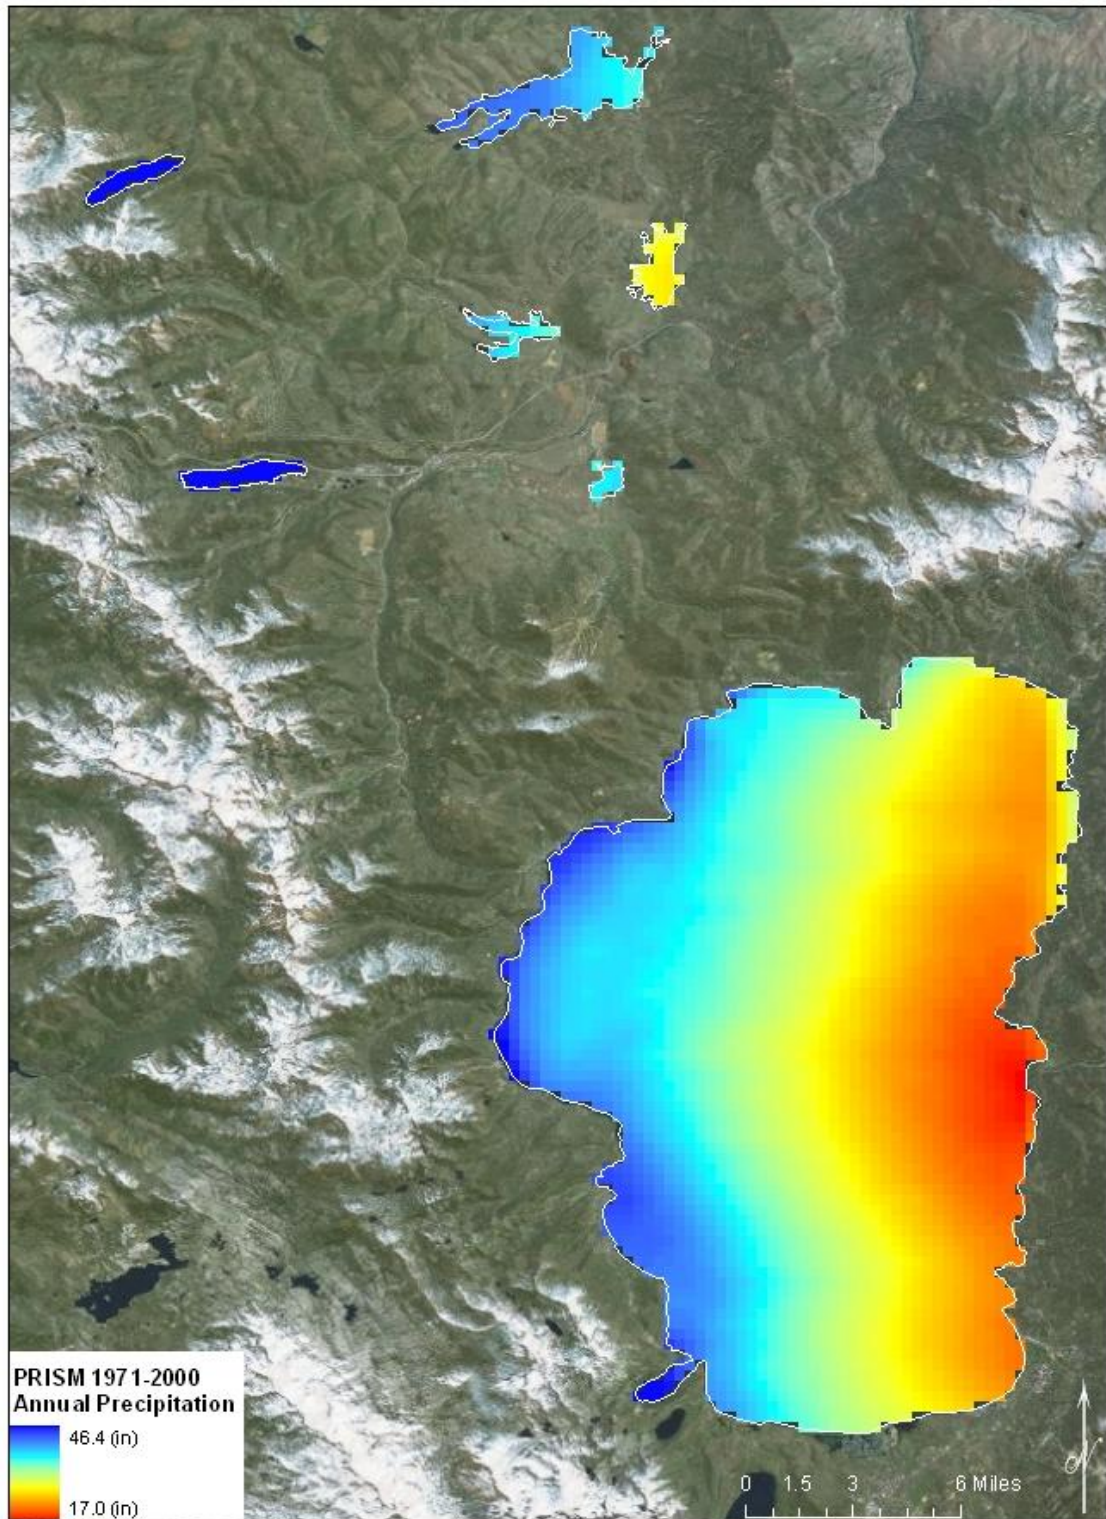 PRISM 1971-2000
Annual Precipitation
46.4 (in)
17.0 (in)
0 1.5 3 6 Miles
N